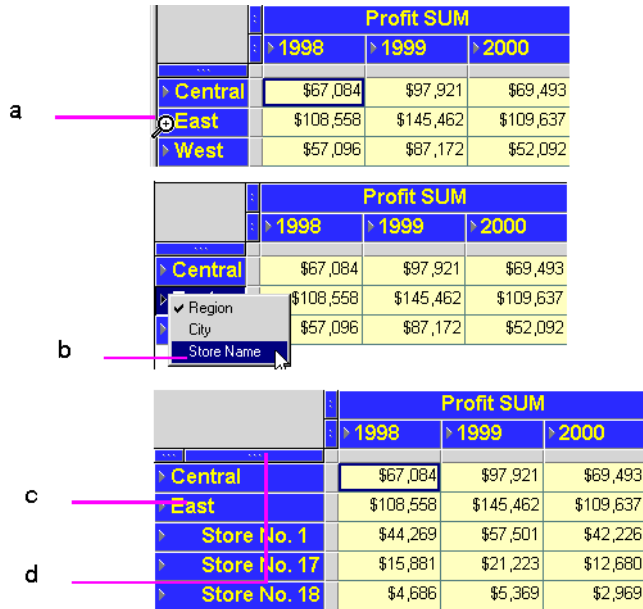 Profit SUM
1998 1999 2000
Central $67,084 $97,921 $69,493
a East $108,558 $145,462 $109,637
West $57,096 $87,172 $52,092
Profit SUM
1998 1999 2000
Central $67,084 $97,921 $69,493
$108,558 $145,462 $109,637
Region
$57,096 $87,172 $52,092
City
b Store Name
Profit SUM
1998 1999 2000
Central $67,084 $97,921 $69,493
c East $108,558 $145,462 $109,637
Store No. 1 $44,269 $57,501 $42,226
Store No. 17 $15,881 $21,223 $12,680
d Store No. 18 $4,686 $5,369 $2,969